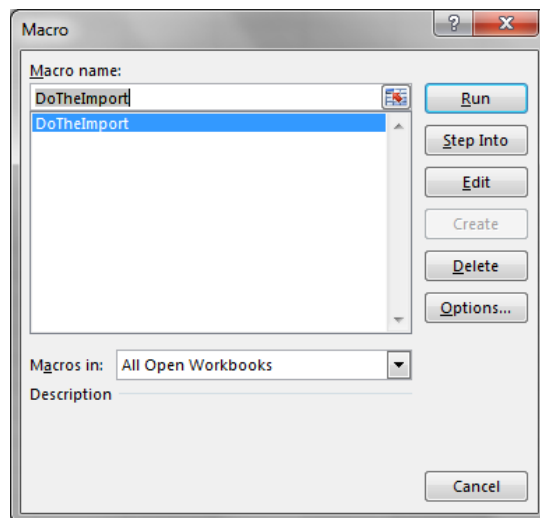 Macro
Macro name:
DoTheImport
DoTheImport
Run
Step Into
Edit
Create
Delete
Options...
Macros in: All Open Workbooks
Description
Cancel